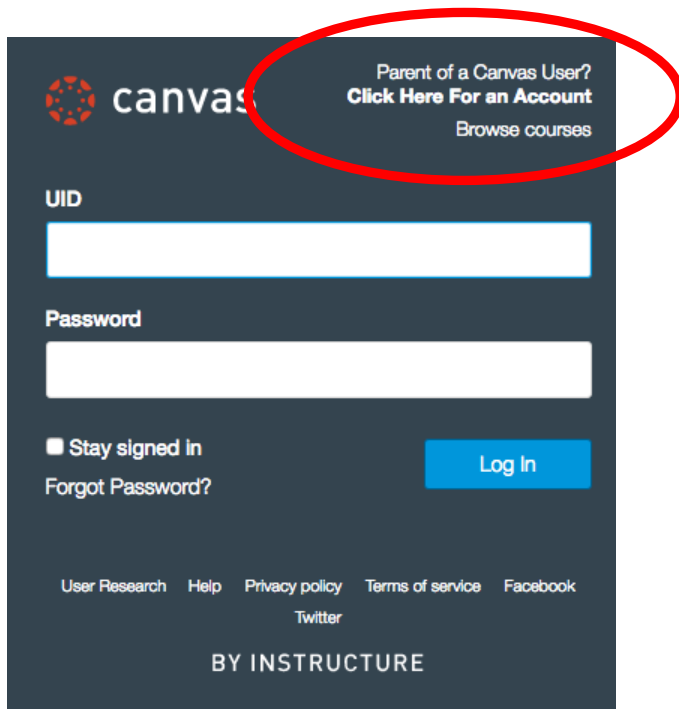 canvas
Parent of a Canvas User?
Click Here For an Account
Browse courses
UID
Password
Stay signed in
Forgot Password?
Log In
User Research Help Privacy policy Terms of service Facebook
Twitter
BY INSTRUCTURE